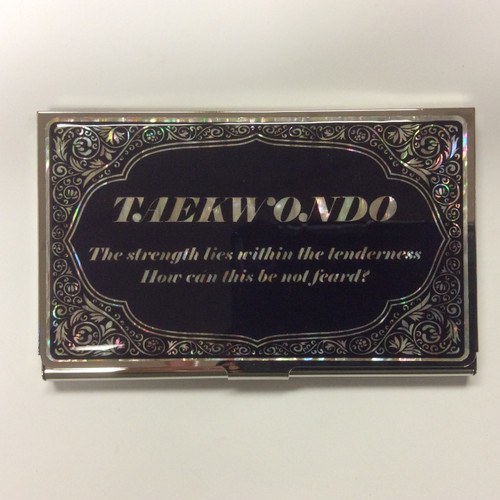 TAEKWONDO
The strength lies within the tenderness
How can this be not feard?